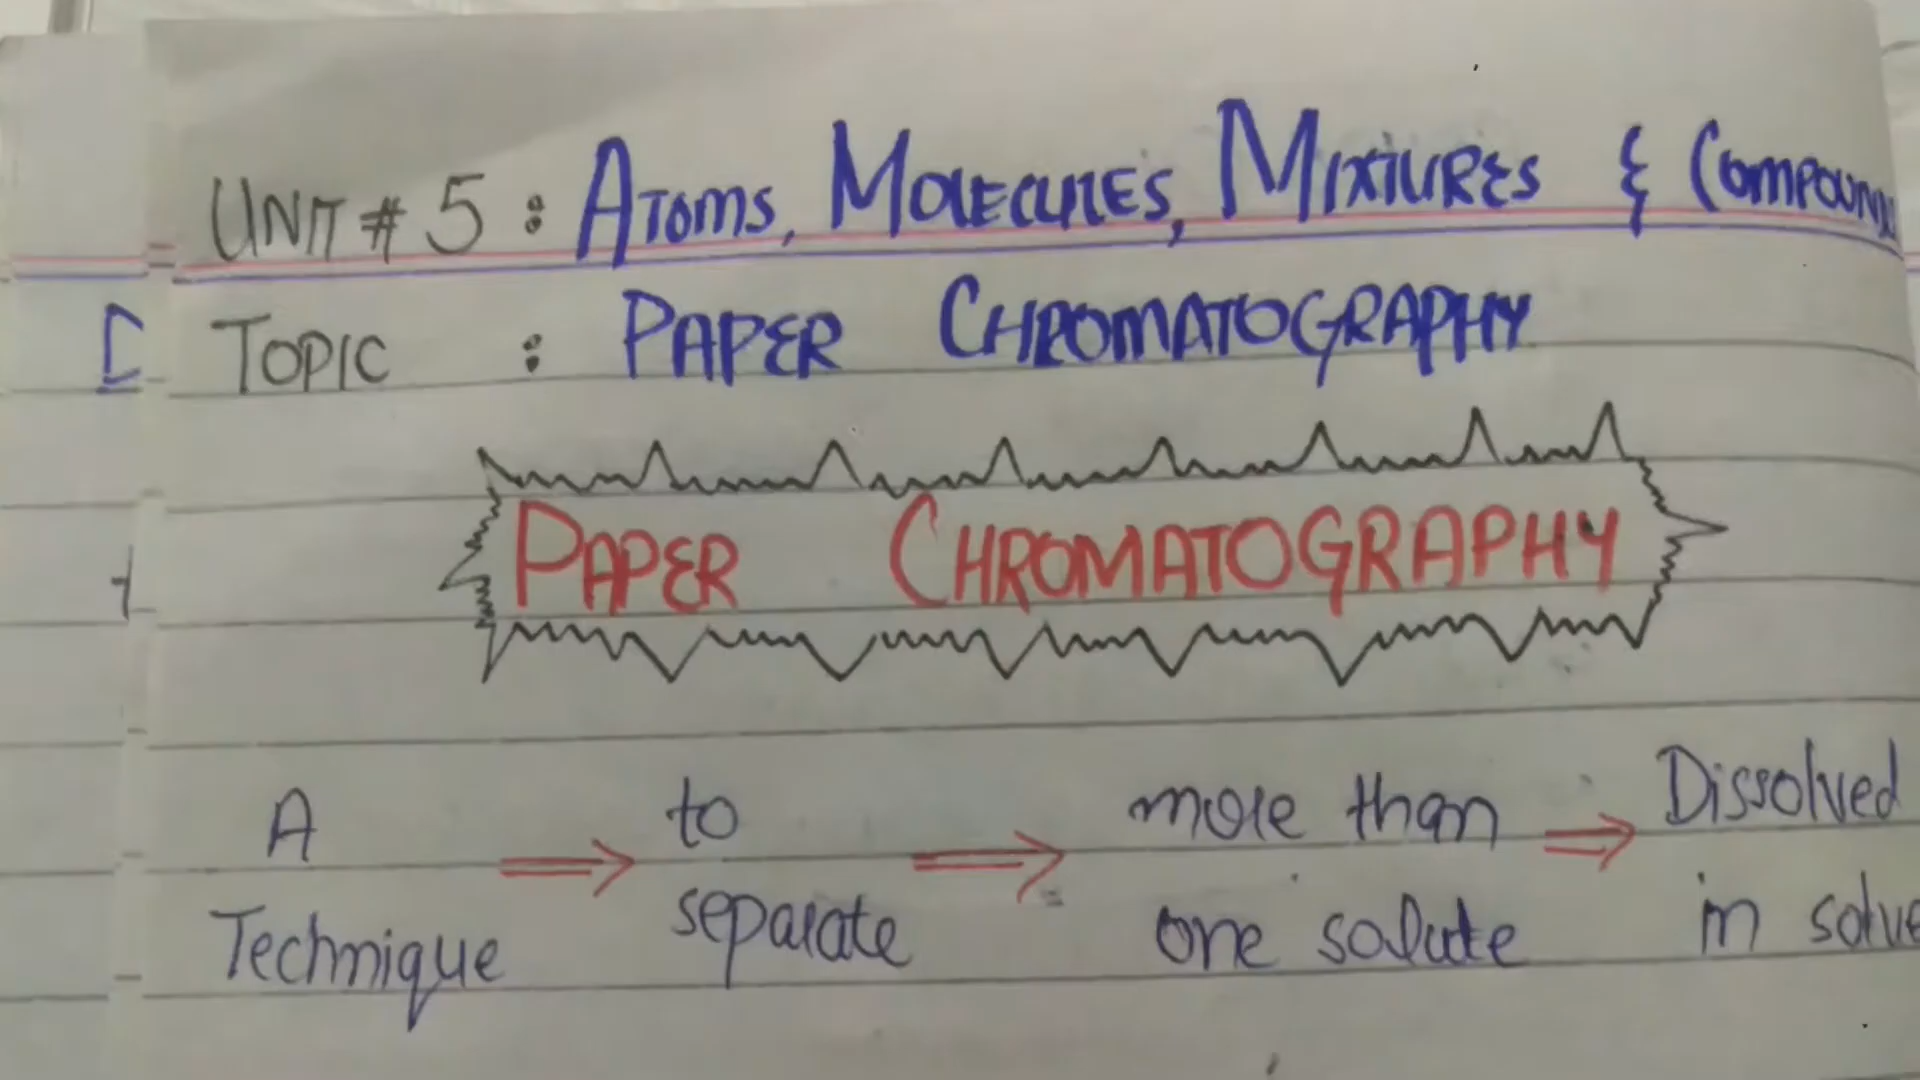 UNIT # 5 : ATOMS, MOLECULES, MIXTURES & COMPOUN
TOPIC : PAPER CHROMATOGRAPHY
PAPER CHROMATOGRAPHY
A to more than Dissolved
Technique ⇒ separate ⇒ one solute ⇒ in solve